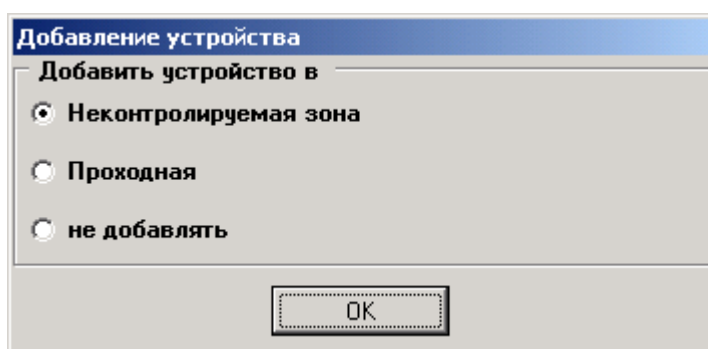 Добавление устройства
Добавить устройство в
Неконтролируемая зона
Проходная
не добавлять
OK